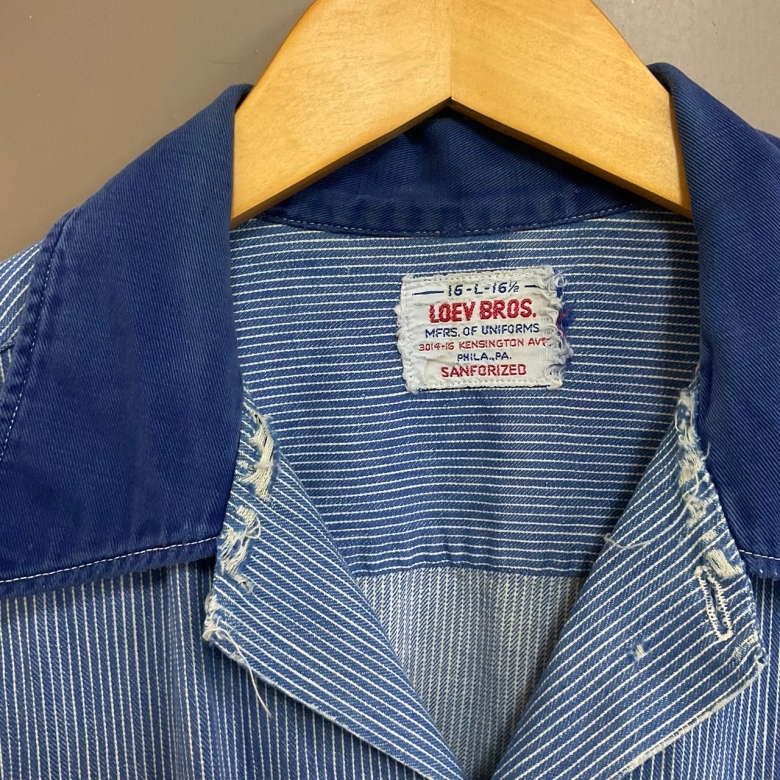 16-L-16½
LOEV BROS.
MFRS. OF UNIFORMS
3014-16 KENSINGTON AVE.
PHILA., PA.
SANFORIZED